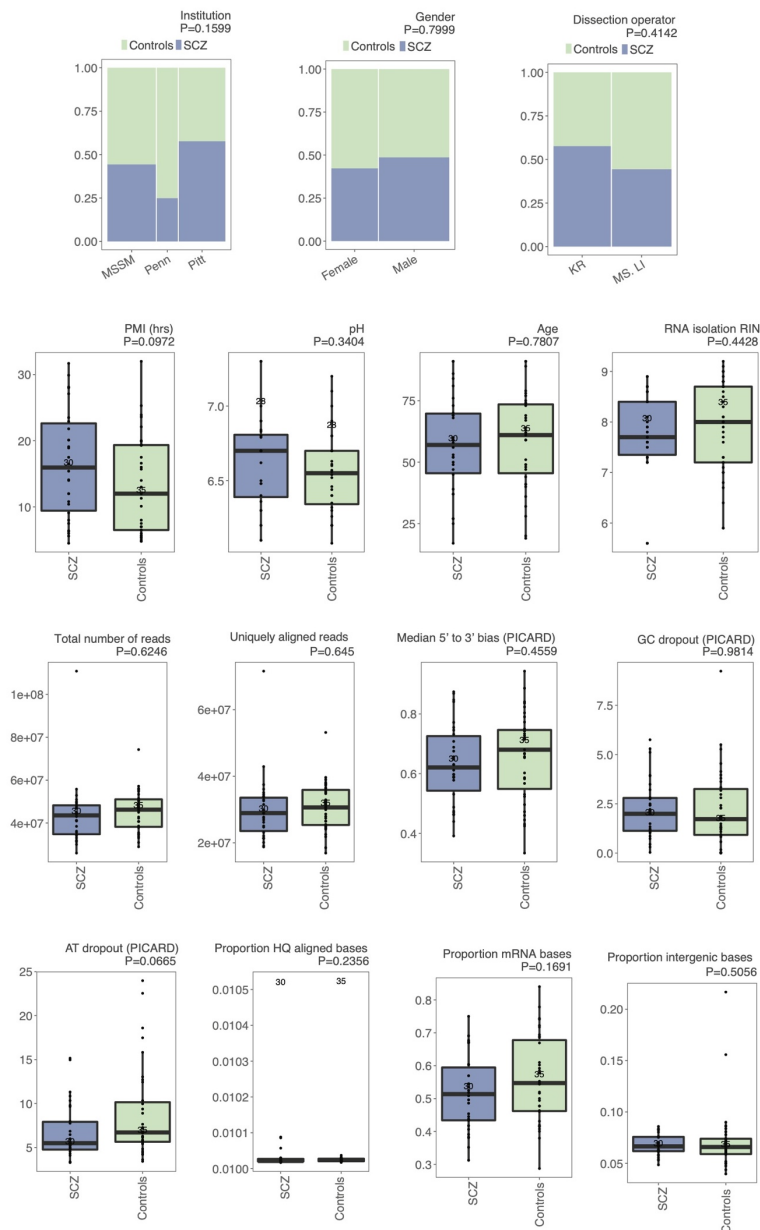 Institution
P=0.1599
Controls SCZ
1.00
0.75
0.50
0.25
0.00
MSSM
Penn
Pitt
Gender
P=0.7999
Controls SCZ
1.00
0.75
0.50
0.25
0.00
Female
Male
Dissection operator
P=0.4142
Controls SCZ
1.00
0.75
0.50
0.25
0.00
KR
MS. LI
PMI (hrs)
P=0.0972
30
20
10
30
35
SCZ
Controls
pH
P=0.3404
7.0
6.5
28
28
SCZ
Controls
Age
P=0.7807
75
50
25
30
35
SCZ
Controls
RNA isolation RIN
P=0.4428
9
8
7
6
30
35
SCZ
Controls
Total number of reads
P=0.6246
1e+08
8e+07
6e+07
4e+07
30
35
SCZ
Controls
Uniquely aligned reads
P=0.645
6e+07
4e+07
2e+07
30
35
SCZ
Controls
Median 5' to 3' bias (PICARD)
P=0.4559
0.8
0.6
0.4
30
35
SCZ
Controls
GC dropout (PICARD)
P=0.9814
7.5
5.0
2.5
0.0
30
35
SCZ
Controls
AT dropout (PICARD)
P=0.0665
25
20
15
10
5
30
35
SCZ
Controls
Proportion HQ aligned bases
P=0.2356
0.0105
0.0104
0.0103
0.0102
0.0101
0.0100
30
35
SCZ
Controls
Proportion mRNA bases
P=0.1691
0.8
0.7
0.6
0.5
0.4
0.3
30
35
SCZ
Controls
Proportion intergenic bases
P=0.5056
0.20
0.15
0.10
0.05
30
35
SCZ
Controls